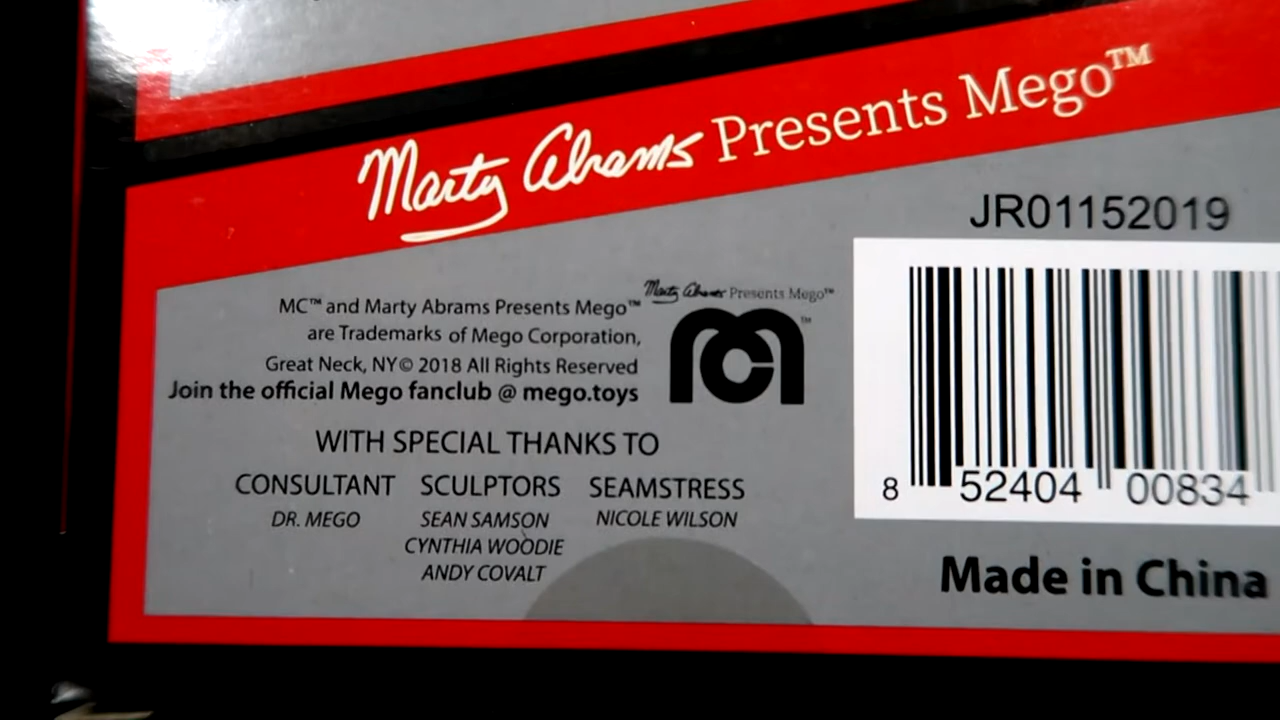 Marty Abrams Presents Mego™
JR01152019
Marty Abrams Presents Mego™
MC™ and Marty Abrams Presents Mego™
are Trademarks of Mego Corporation,
Great Neck, NY© 2018 All Rights Reserved
Join the official Mego fanclub @ mego.toys
MC™
WITH SPECIAL THANKS TO
CONSULTANT SCULPTORS SEAMSTRESS
DR. MEGO SEAN SAMSON NICOLE WILSON
CYNTHIA WOODIE
ANDY COVALT
8 52404 00834
Made in China